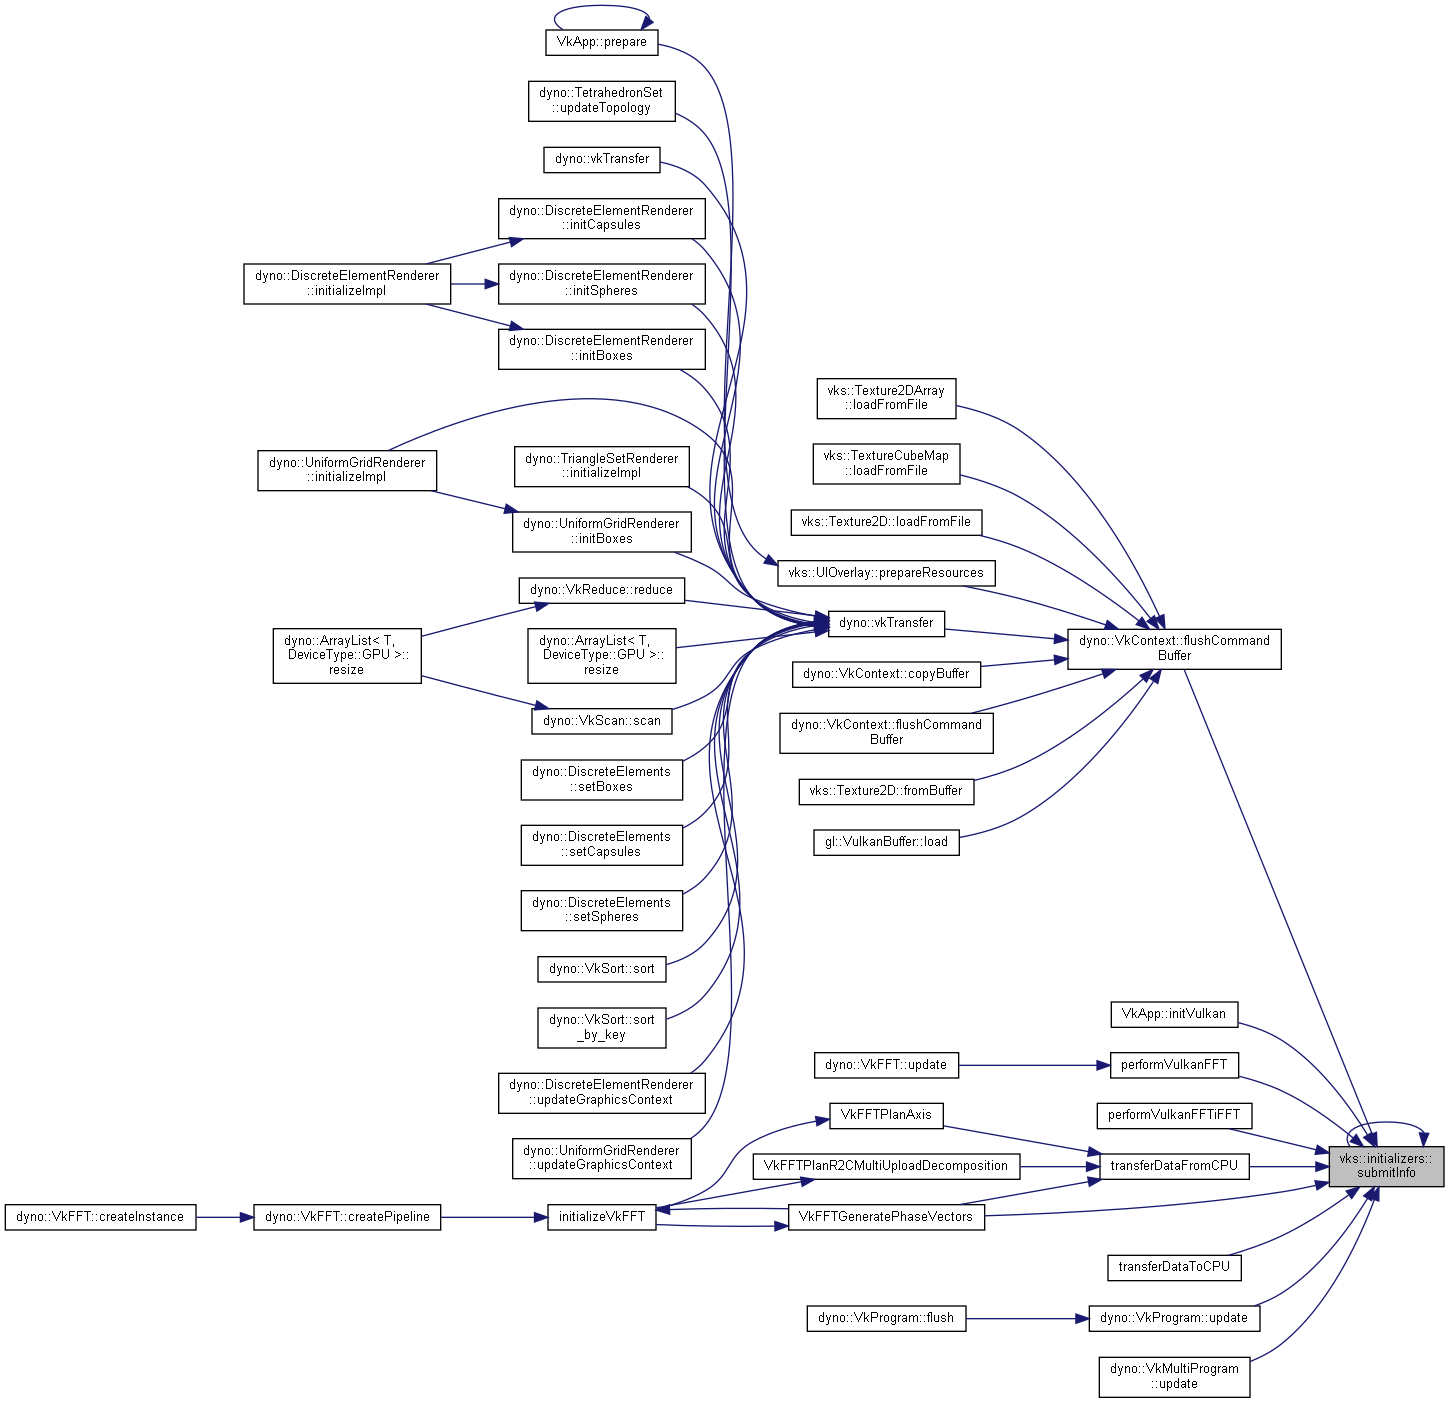 VkApp::prepare
dyno::TetrahedronSet
::updateTopology
dyno::vkTransfer
dyno::DiscreteElementRenderer
::initCapsules
dyno::DiscreteElementRenderer
::initializeImpl
dyno::DiscreteElementRenderer
::initSpheres
dyno::DiscreteElementRenderer
::initBoxes
vks::Texture2DArray
::loadFromFile
dyno::UniformGridRenderer
::initializeImpl
dyno::TriangleSetRenderer
::initializeImpl
vks::TextureCubeMap
::loadFromFile
dyno::UniformGridRenderer
::initBoxes
vks::Texture2D::loadFromFile
vks::UIOverlay::prepareResources
dyno::VkReduce::reduce
dyno::vkTransfer
dyno::ArrayList< T,
DeviceType::GPU >::
resize
dyno::ArrayList< T,
DeviceType::GPU >::
resize
dyno::VkContext::flushCommand
Buffer
dyno::VkContext::copyBuffer
dyno::VkScan::scan
dyno::VkContext::flushCommand
Buffer
dyno::DiscreteElements
::setBoxes
vks::Texture2D::fromBuffer
dyno::DiscreteElements
::setCapsules
gl::VulkanBuffer::load
dyno::DiscreteElements
::setSpheres
dyno::VkSort::sort
dyno::VkSort::sort
_by_key
VkApp::initVulkan
dyno::VkFFT::update
performVulkanFFT
dyno::DiscreteElementRenderer
::updateGraphicsContext
VkFFTPlanAxis
performVulkanFFTiFFT
dyno::UniformGridRenderer
::updateGraphicsContext
VkFFTPlanR2CMultiUploadDecomposition
transferDataFromCPU
vks::initializers::
submitInfo
dyno::VkFFT::createInstance
dyno::VkFFT::createPipeline
initializeVkFFT
VkFFTGeneratePhaseVectors
transferDataToCPU
dyno::VkProgram::flush
dyno::VkProgram::update
dyno::VkMultiProgram
::update